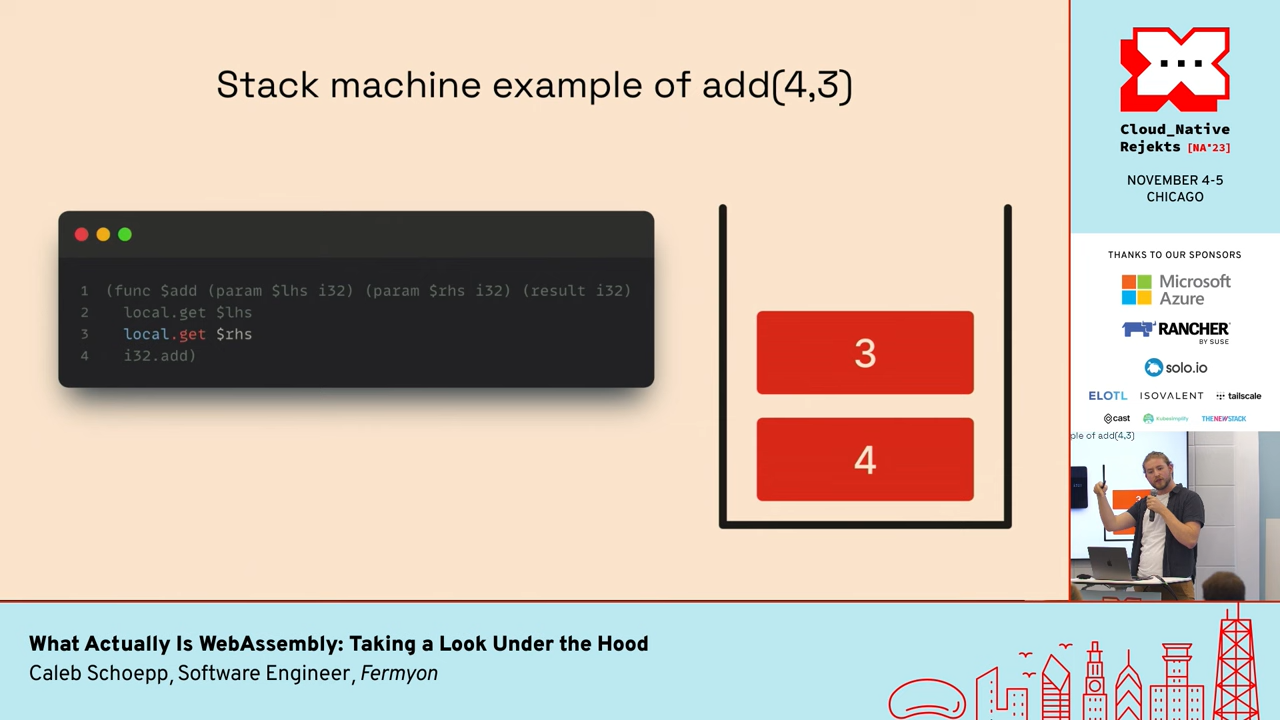 Stack machine example of add(4,3)
1 (func $add (param $lhs i32) (param $rhs i32) (result i32)
2 local.get $lhs
3 local.get $rhs
4 i32.add)
3
4
Cloud_Native
Rejekts [NA'23]
NOVEMBER 4-5
CHICAGO
THANKS TO OUR SPONSORS
Microsoft
Azure
RANCHER
BY SUSE
solo.io
ELOTL ISOVALENT tailscale
cast kubesimplify THENEWSTACK
ple of add(4,3)
What Actually Is WebAssembly: Taking a Look Under the Hood
Caleb Schoepp, Software Engineer, Fermyon